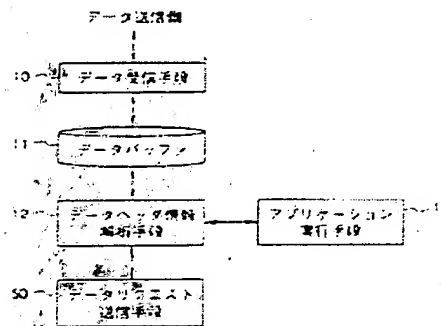 データ送信側
10 データ受信手段
11 データバッファ
12 データヘッダ情報
解析手段
アプリケーション
実行手段
50 データリクエスト
送信手段